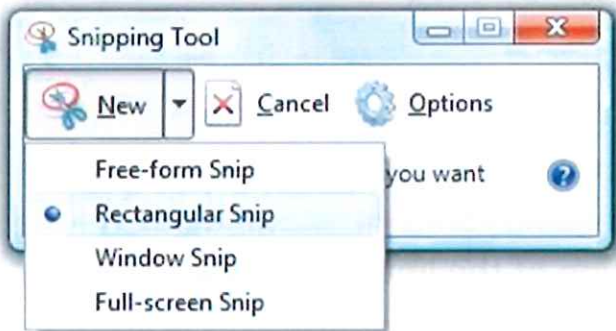 Snipping Tool
New Cancel Options
Free-form Snip
you want
Rectangular Snip
Window Snip
Full-screen Snip